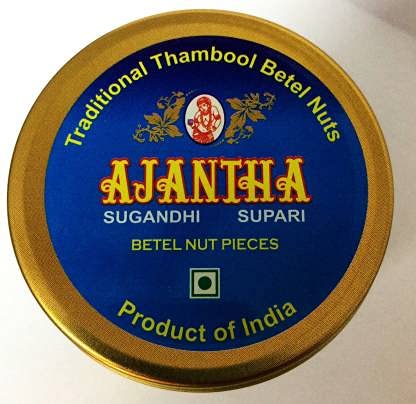 Traditional Thambool Betel Nuts
AJANTHA
SUGANDHI SUPARI
BETEL NUT PIECES
Product of India